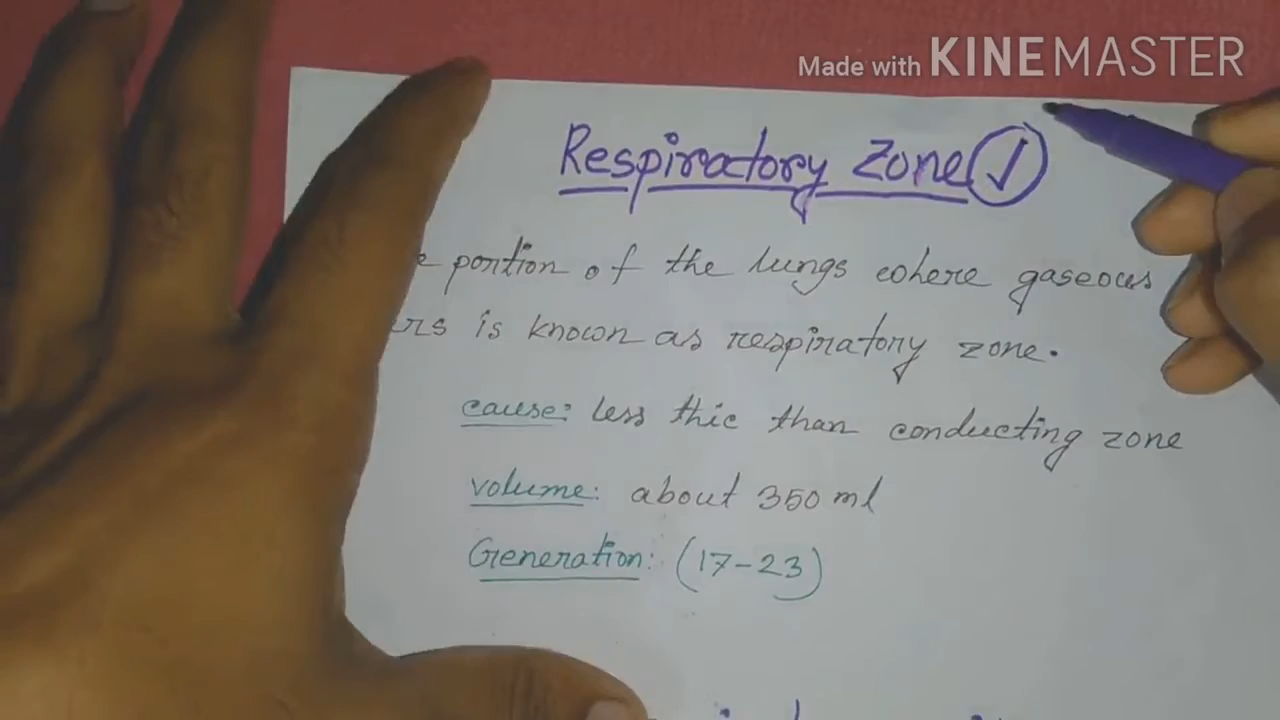 Made with KINEMASTER
Respiratory Zone
portion of the lungs where gaseous
is known as respiratory zone.
cause: less thic than conducting zone
volume: about 350 ml
Generation: (17-23)